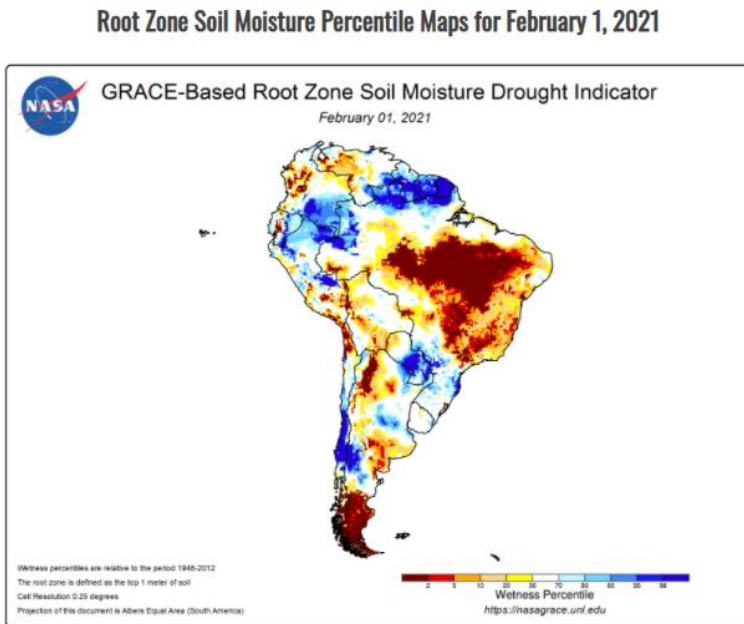 Root Zone Soil Moisture Percentile Maps for February 1, 2021
NASA
GRACE-Based Root Zone Soil Moisture Drought Indicator
February 01, 2021
Wetness percentiles are relative to the period 1948-2012
The root zone is defined as the top 1 meter of soil
Cell Resolution 0.25 degrees
Projection of this document is Albers Equal Area (South America)
2 5 10 20 30 70 80 90 95 98
Wetness Percentile
https://nasagrace.unl.edu